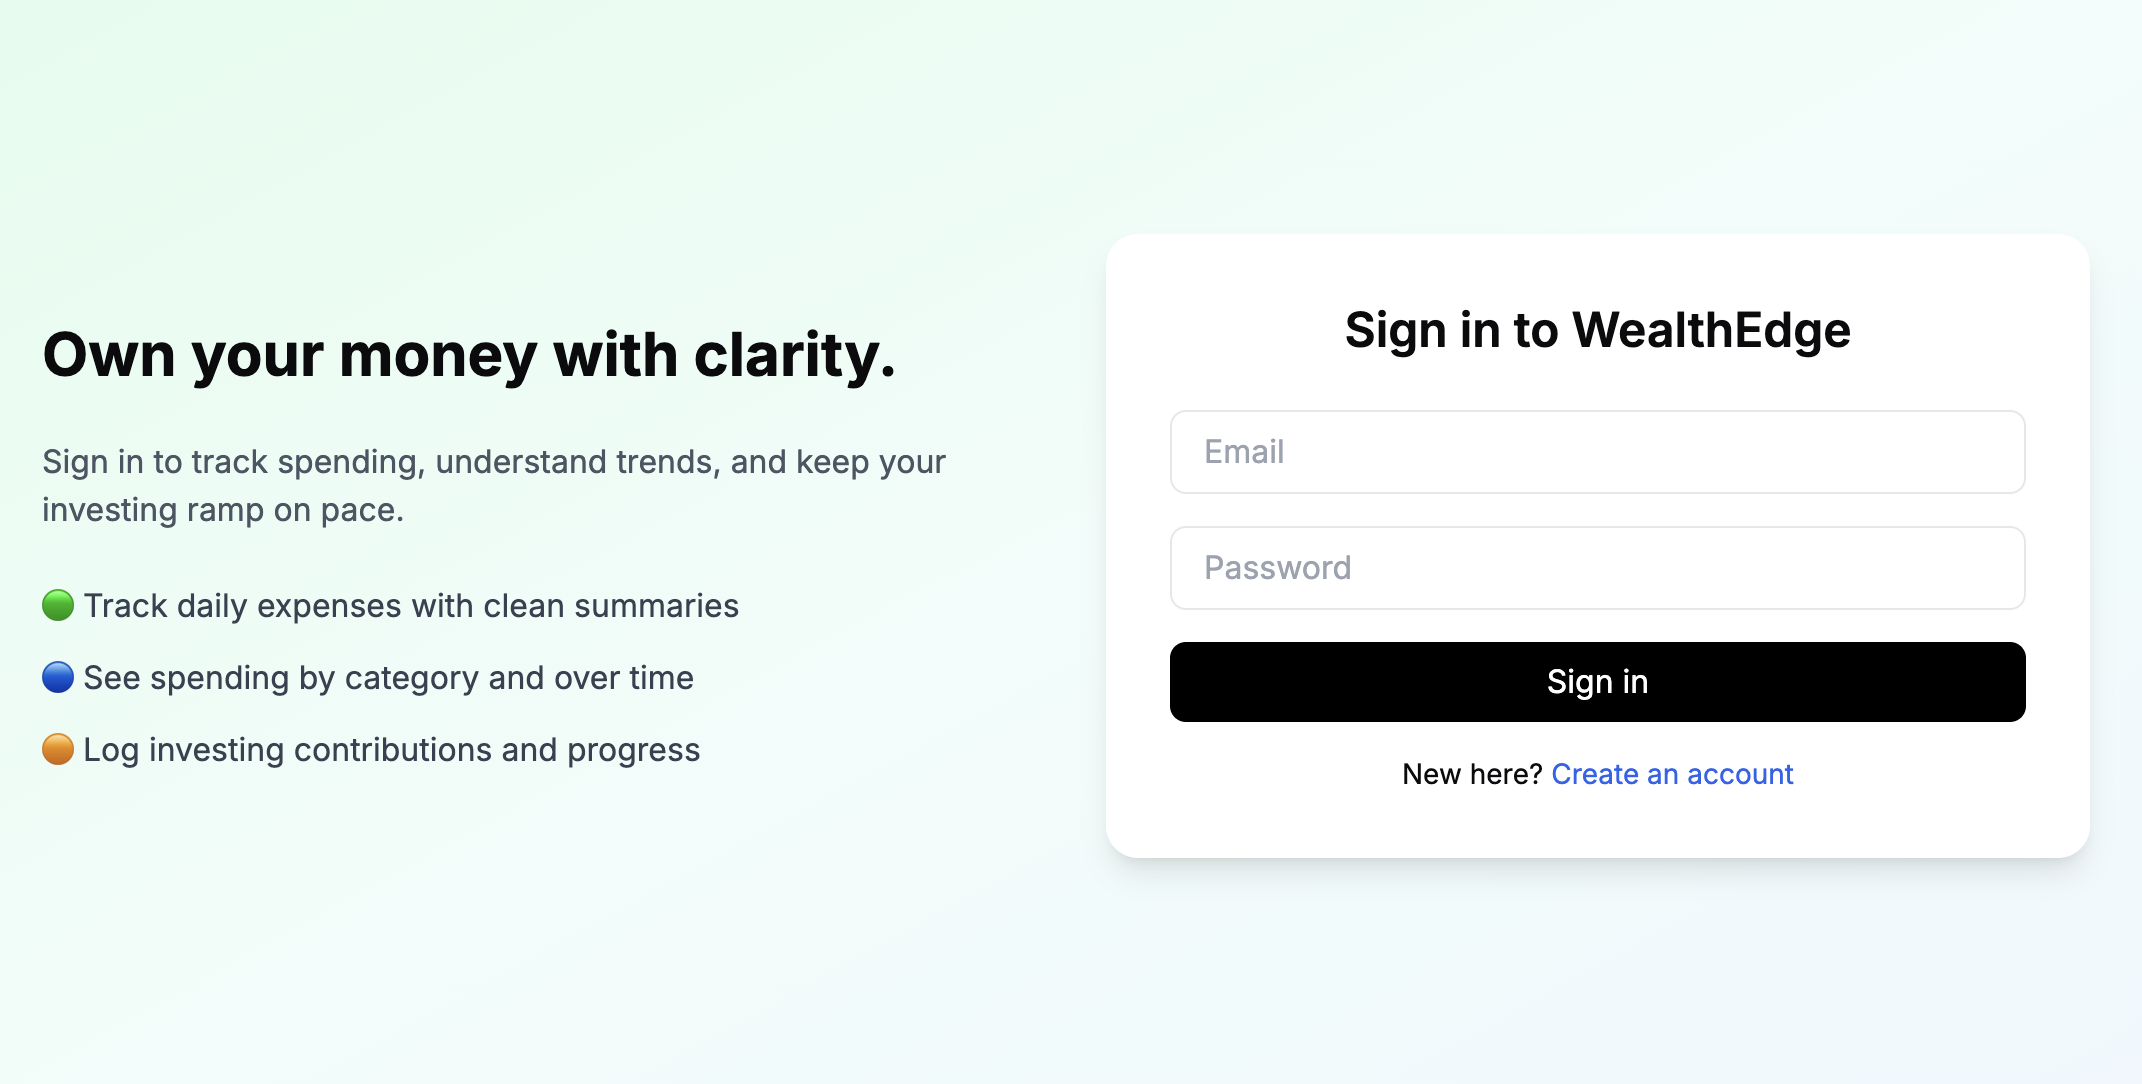 Own your money with clarity.
Sign in to track spending, understand trends, and keep your
investing ramp on pace.
Track daily expenses with clean summaries
See spending by category and over time
Log investing contributions and progress
Sign in to WealthEdge
Email
Password
Sign in
New here? Create an account